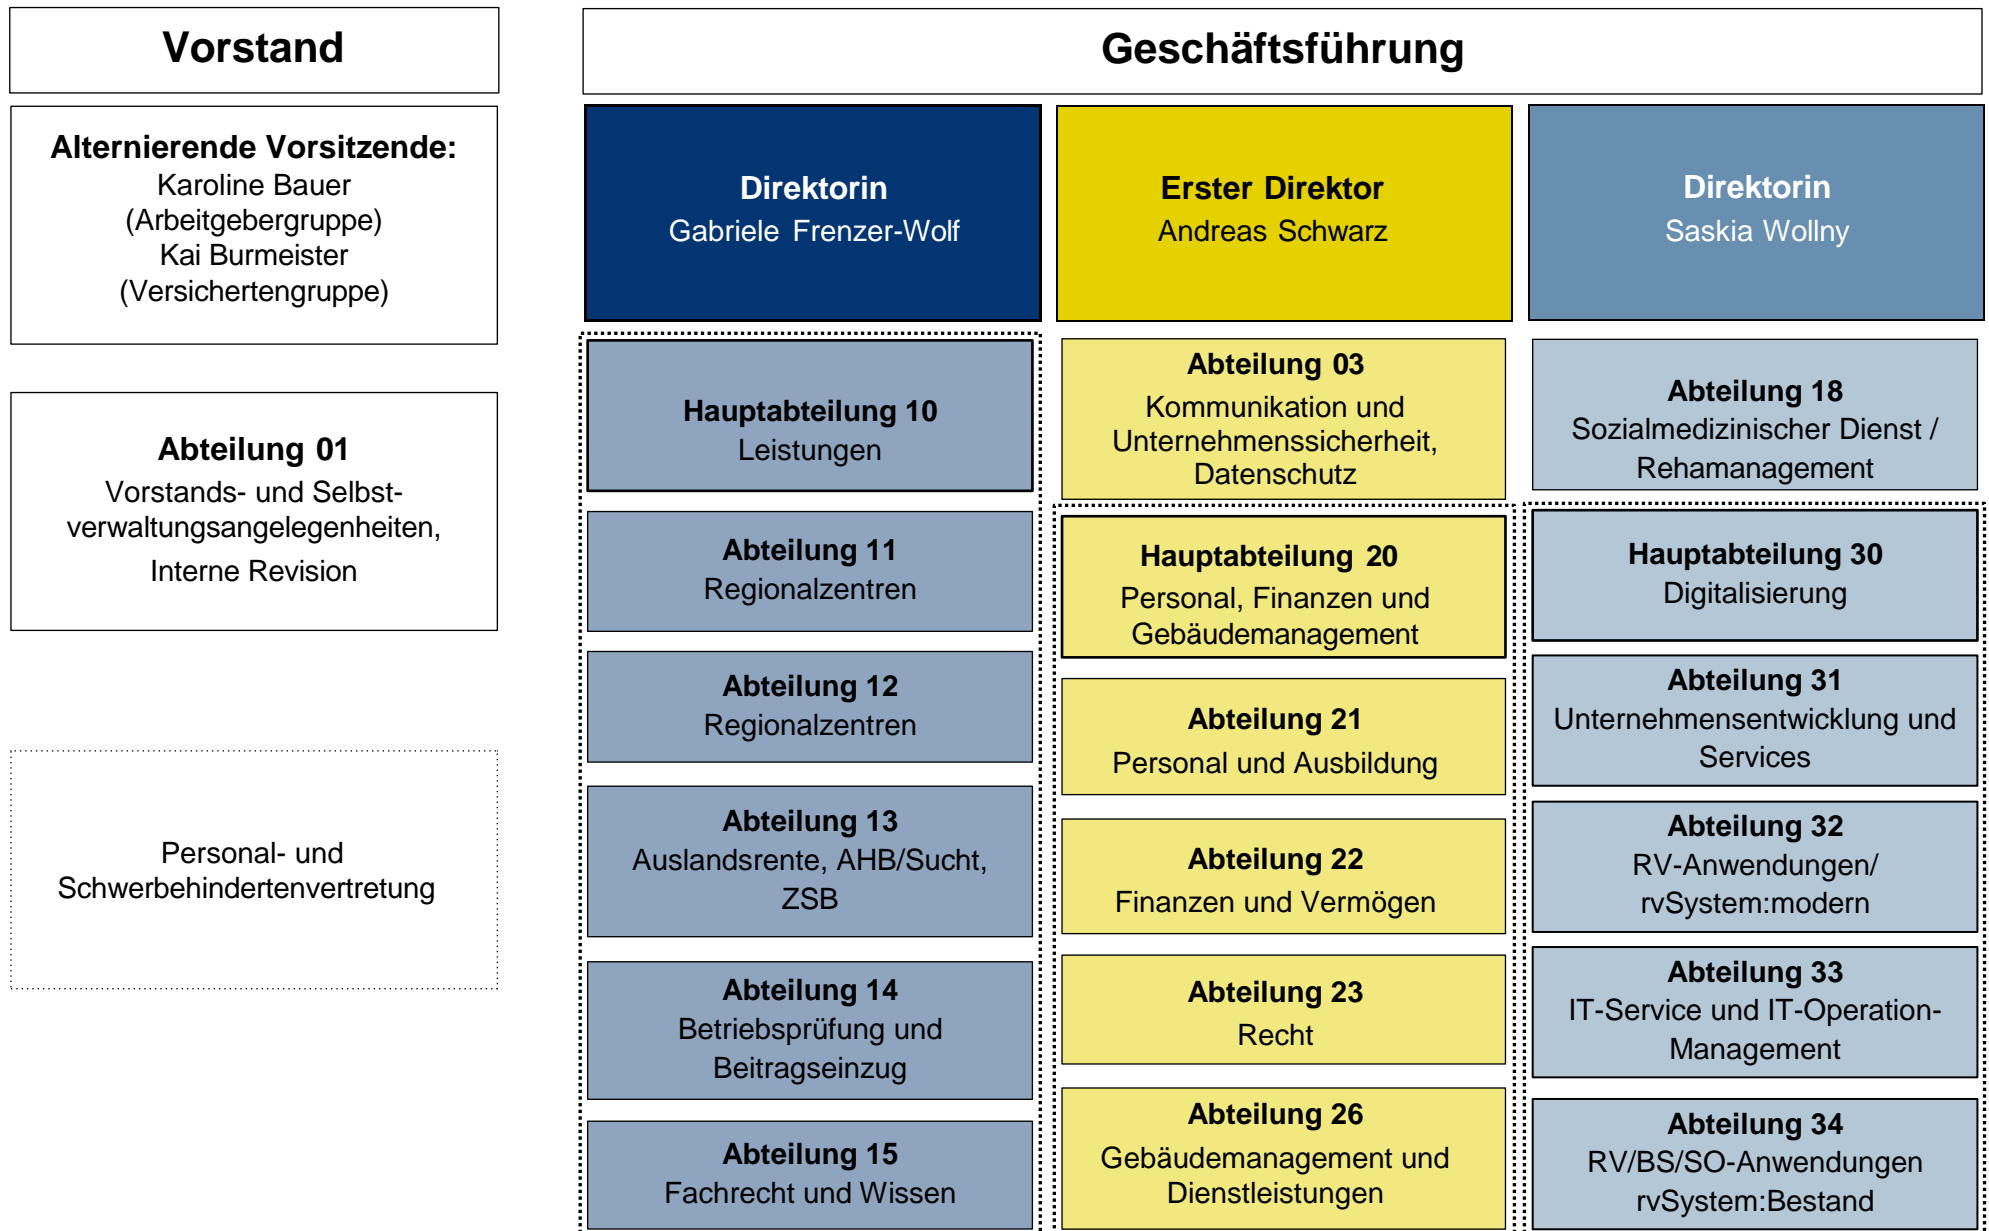 Vorstand
Alternierende Vorsitzende:
Karoline Bauer
(Arbeitgebergruppe)
Kai Burmeister
(Versichertengruppe)
Abteilung 01
Vorstands- und Selbst-
verwaltungsangelegenheiten,
Interne Revision
Personal- und
Schwerbehindertenvertretung
Geschäftsführung
Direktorin
Gabriele Frenzer-Wolf
Hauptabteilung 10
Leistungen
Abteilung 11
Regionalzentren
Abteilung 12
Regionalzentren
Abteilung 13
Auslandsrente, AHB/Sucht,
ZSB
Abteilung 14
Betriebsprüfung und
Beitragseinzug
Abteilung 15
Fachrecht und Wissen
Erster Direktor
Andreas Schwarz
Abteilung 03
Kommunikation und
Unternehmenssicherheit,
Datenschutz
Hauptabteilung 20
Personal, Finanzen und
Gebäudemanagement
Abteilung 21
Personal und Ausbildung
Abteilung 22
Finanzen und Vermögen
Abteilung 23
Recht
Abteilung 26
Gebäudemanagement und
Dienstleistungen
Direktorin
Saskia Wollny
Abteilung 18
Sozialmedizinischer Dienst /
Rehamanagement
Hauptabteilung 30
Digitalisierung
Abteilung 31
Unternehmensentwicklung und
Services
Abteilung 32
RV-Anwendungen/
rvSystem:modern
Abteilung 33
IT-Service und IT-Operation-
Management
Abteilung 34
RV/BS/SO-Anwendungen
rvSystem:Bestand